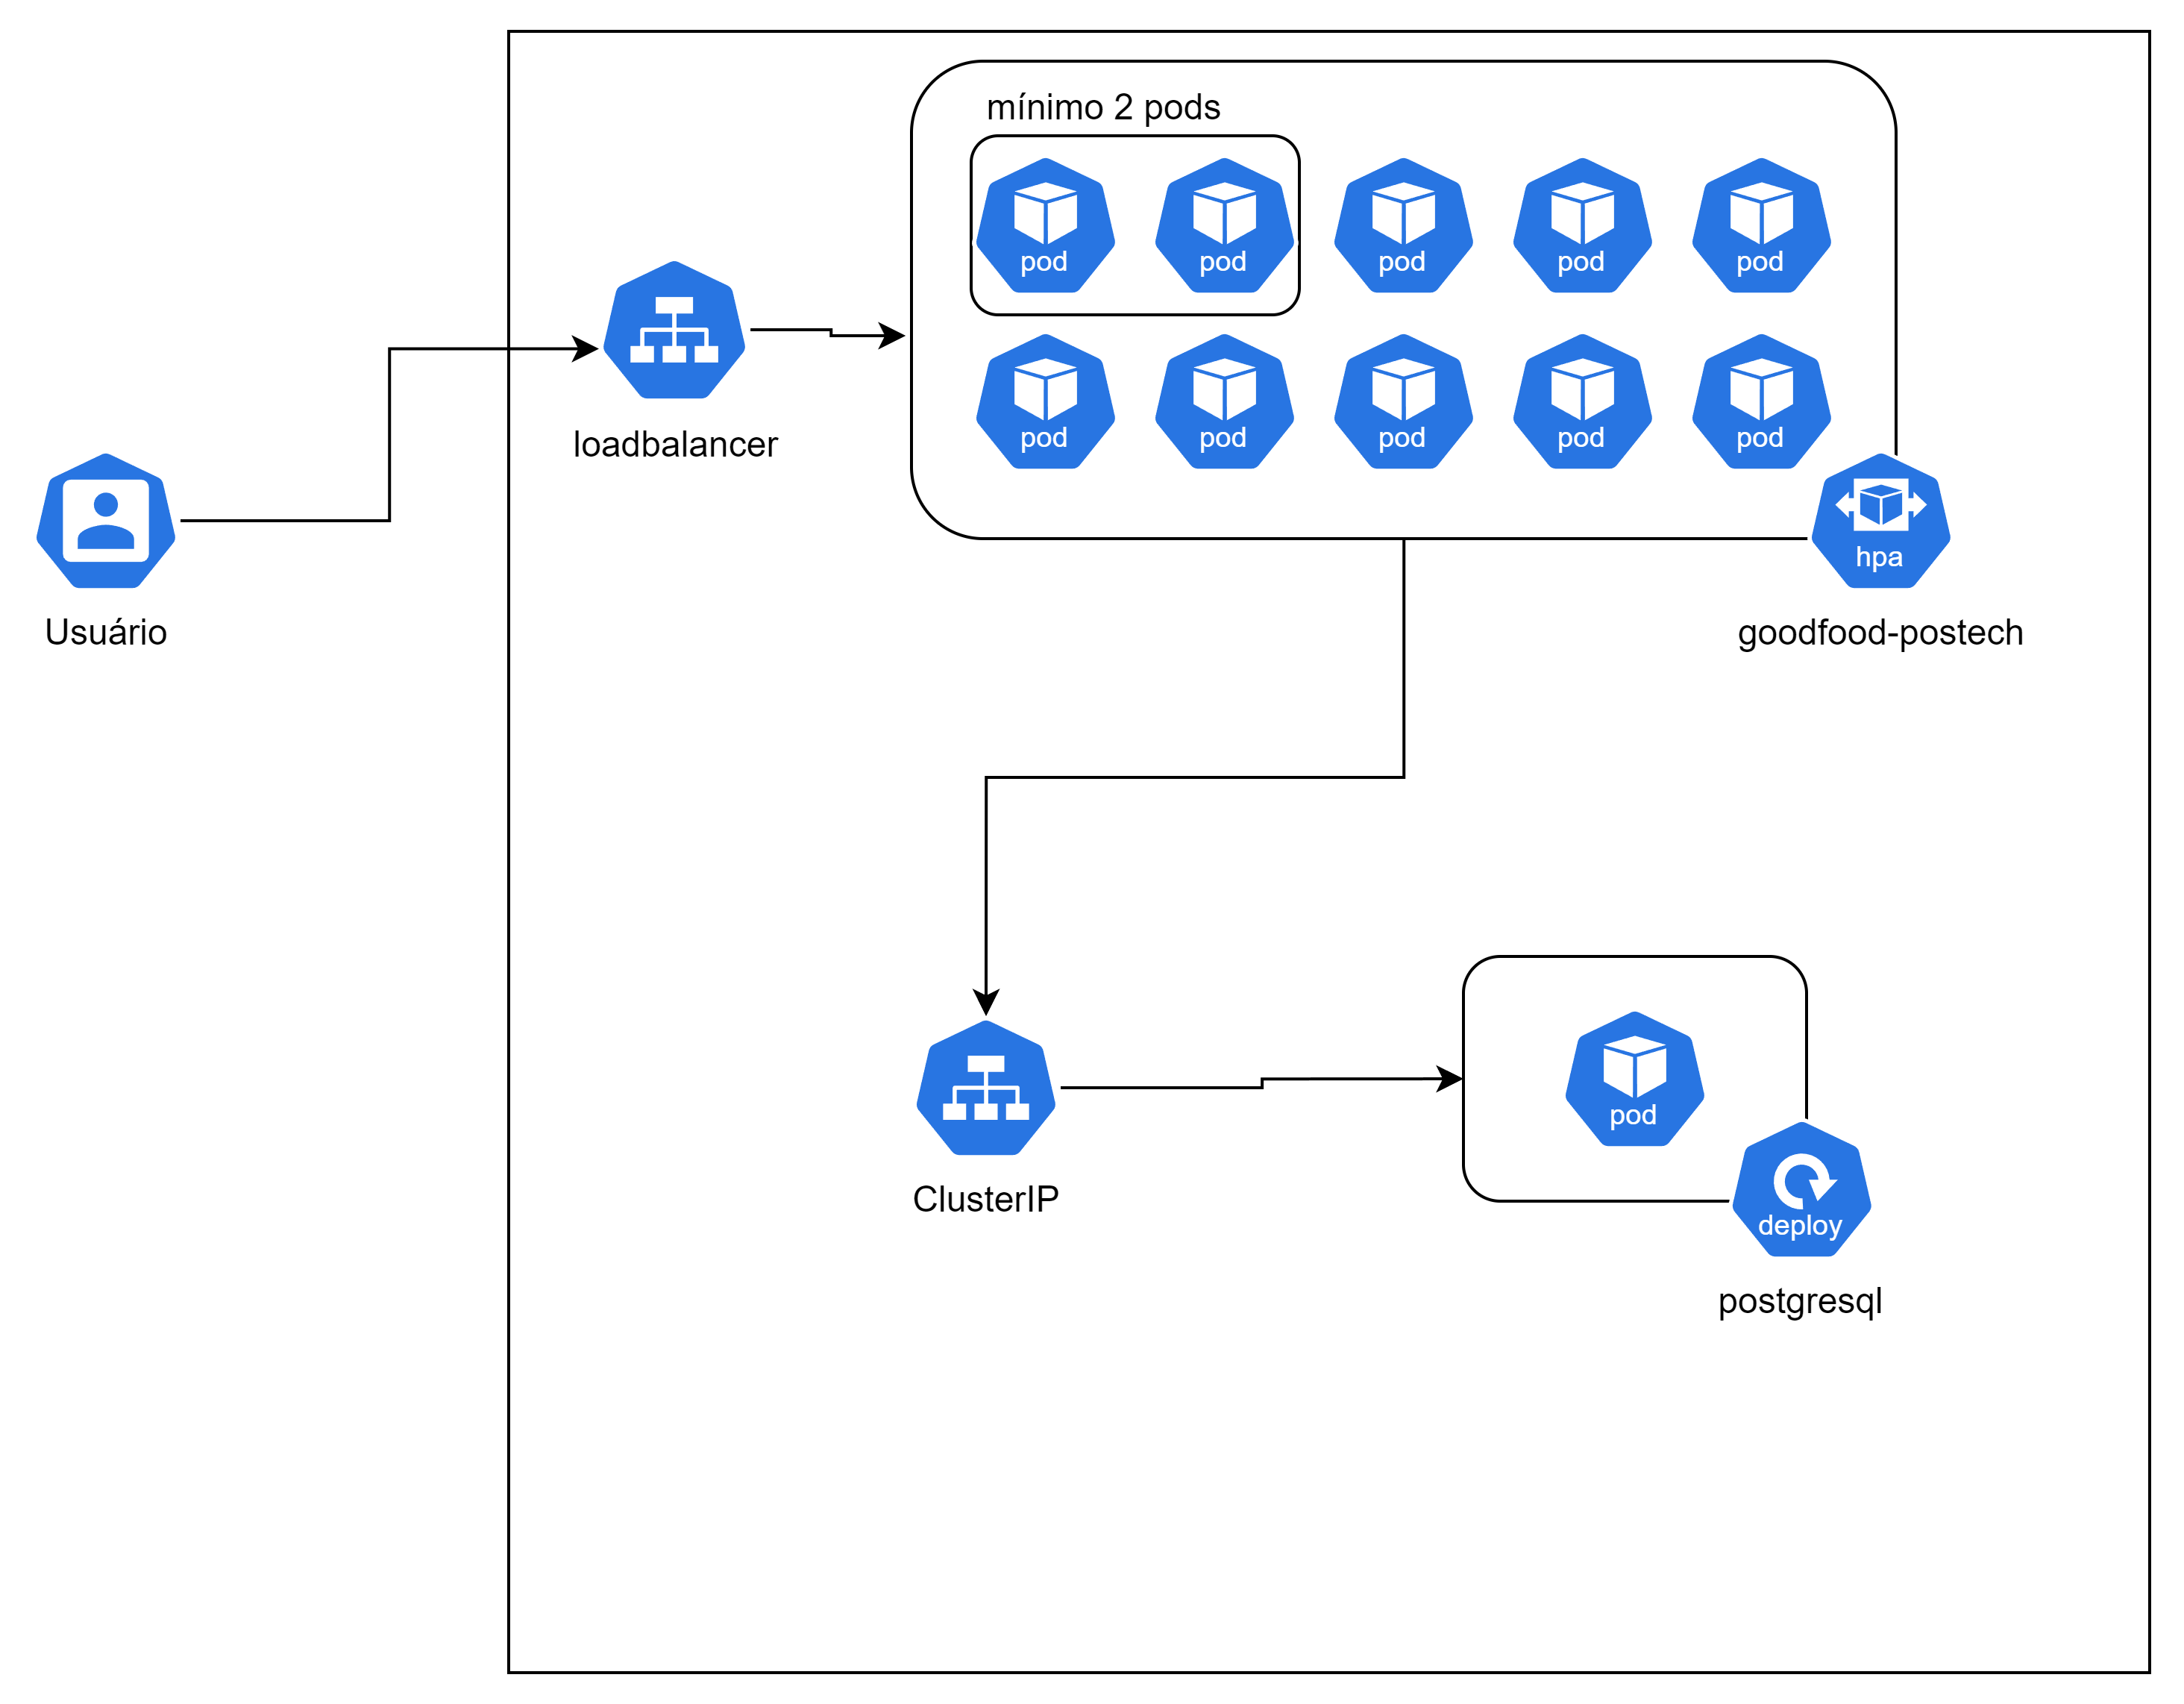 mínimo 2 pods
pod
pod
pod
pod
pod
pod
pod
pod
pod
pod
loadbalancer
hpa
Usuário
goodfood-postech
pod
ClusterIP
deploy
postgresql